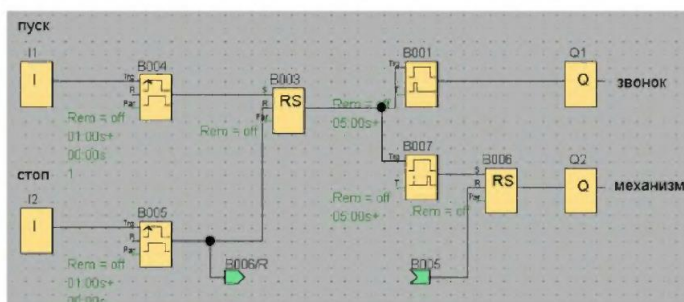 пуск
I1
I
B004
Trg
R
Par
Rem = off
01:00s+
00:00s
1
B003
S
R
Par
RS
Rem = off
B001
Trg
T
Rem = off
05:00s+
Q1
Q
звонок
стоп
I2
I
B005
Trg
R
Par
Rem = off
01:00s+
B006/R
B007
Trg
T
Rem = off
05:00s+
B006
S
R
Par
RS
Rem = off
B005
Q2
Q
механизм